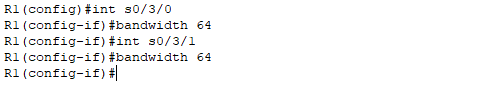 R1(config)#int s0/3/0
R1(config-if)#bandwidth 64
R1(config-if)#int s0/3/1
R1(config-if)#bandwidth 64
R1(config-if)#